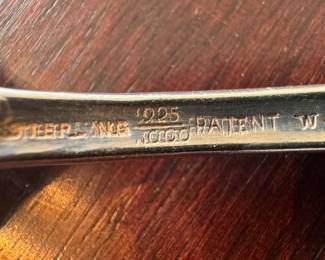 STERLING 925/1000 PATENT W